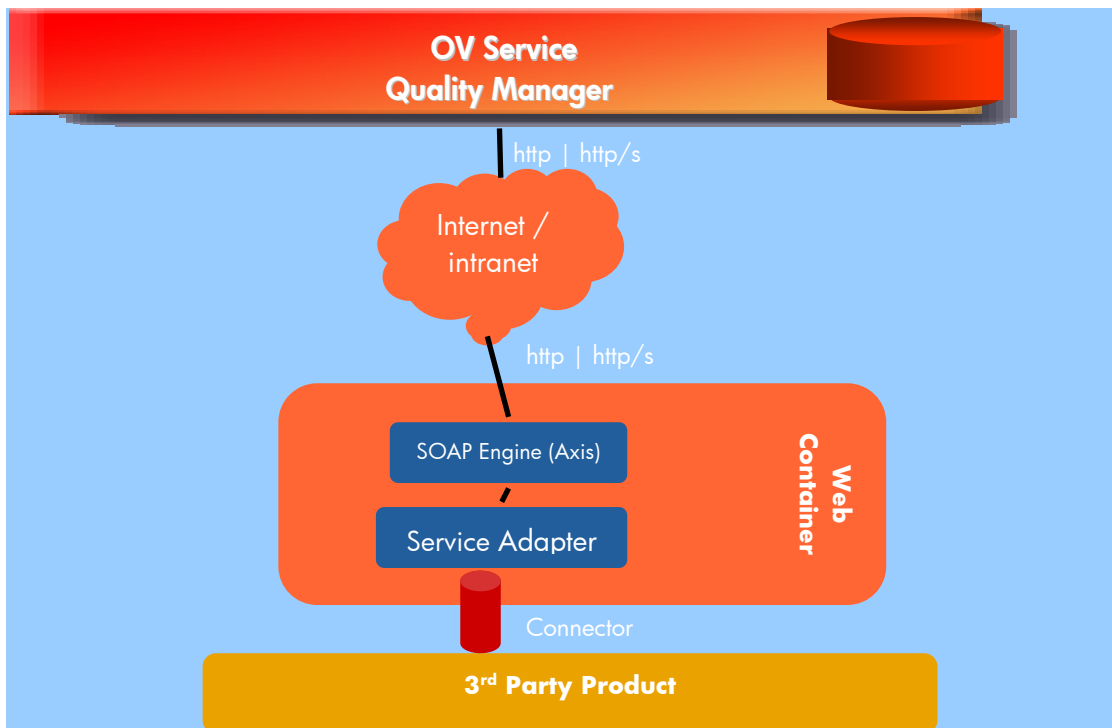 OV Service
Quality Manager
http | http/s
Internet /
intranet
http | http/s
SOAP Engine (Axis)
Web
Container
Service Adapter
Connector
3rd Party Product